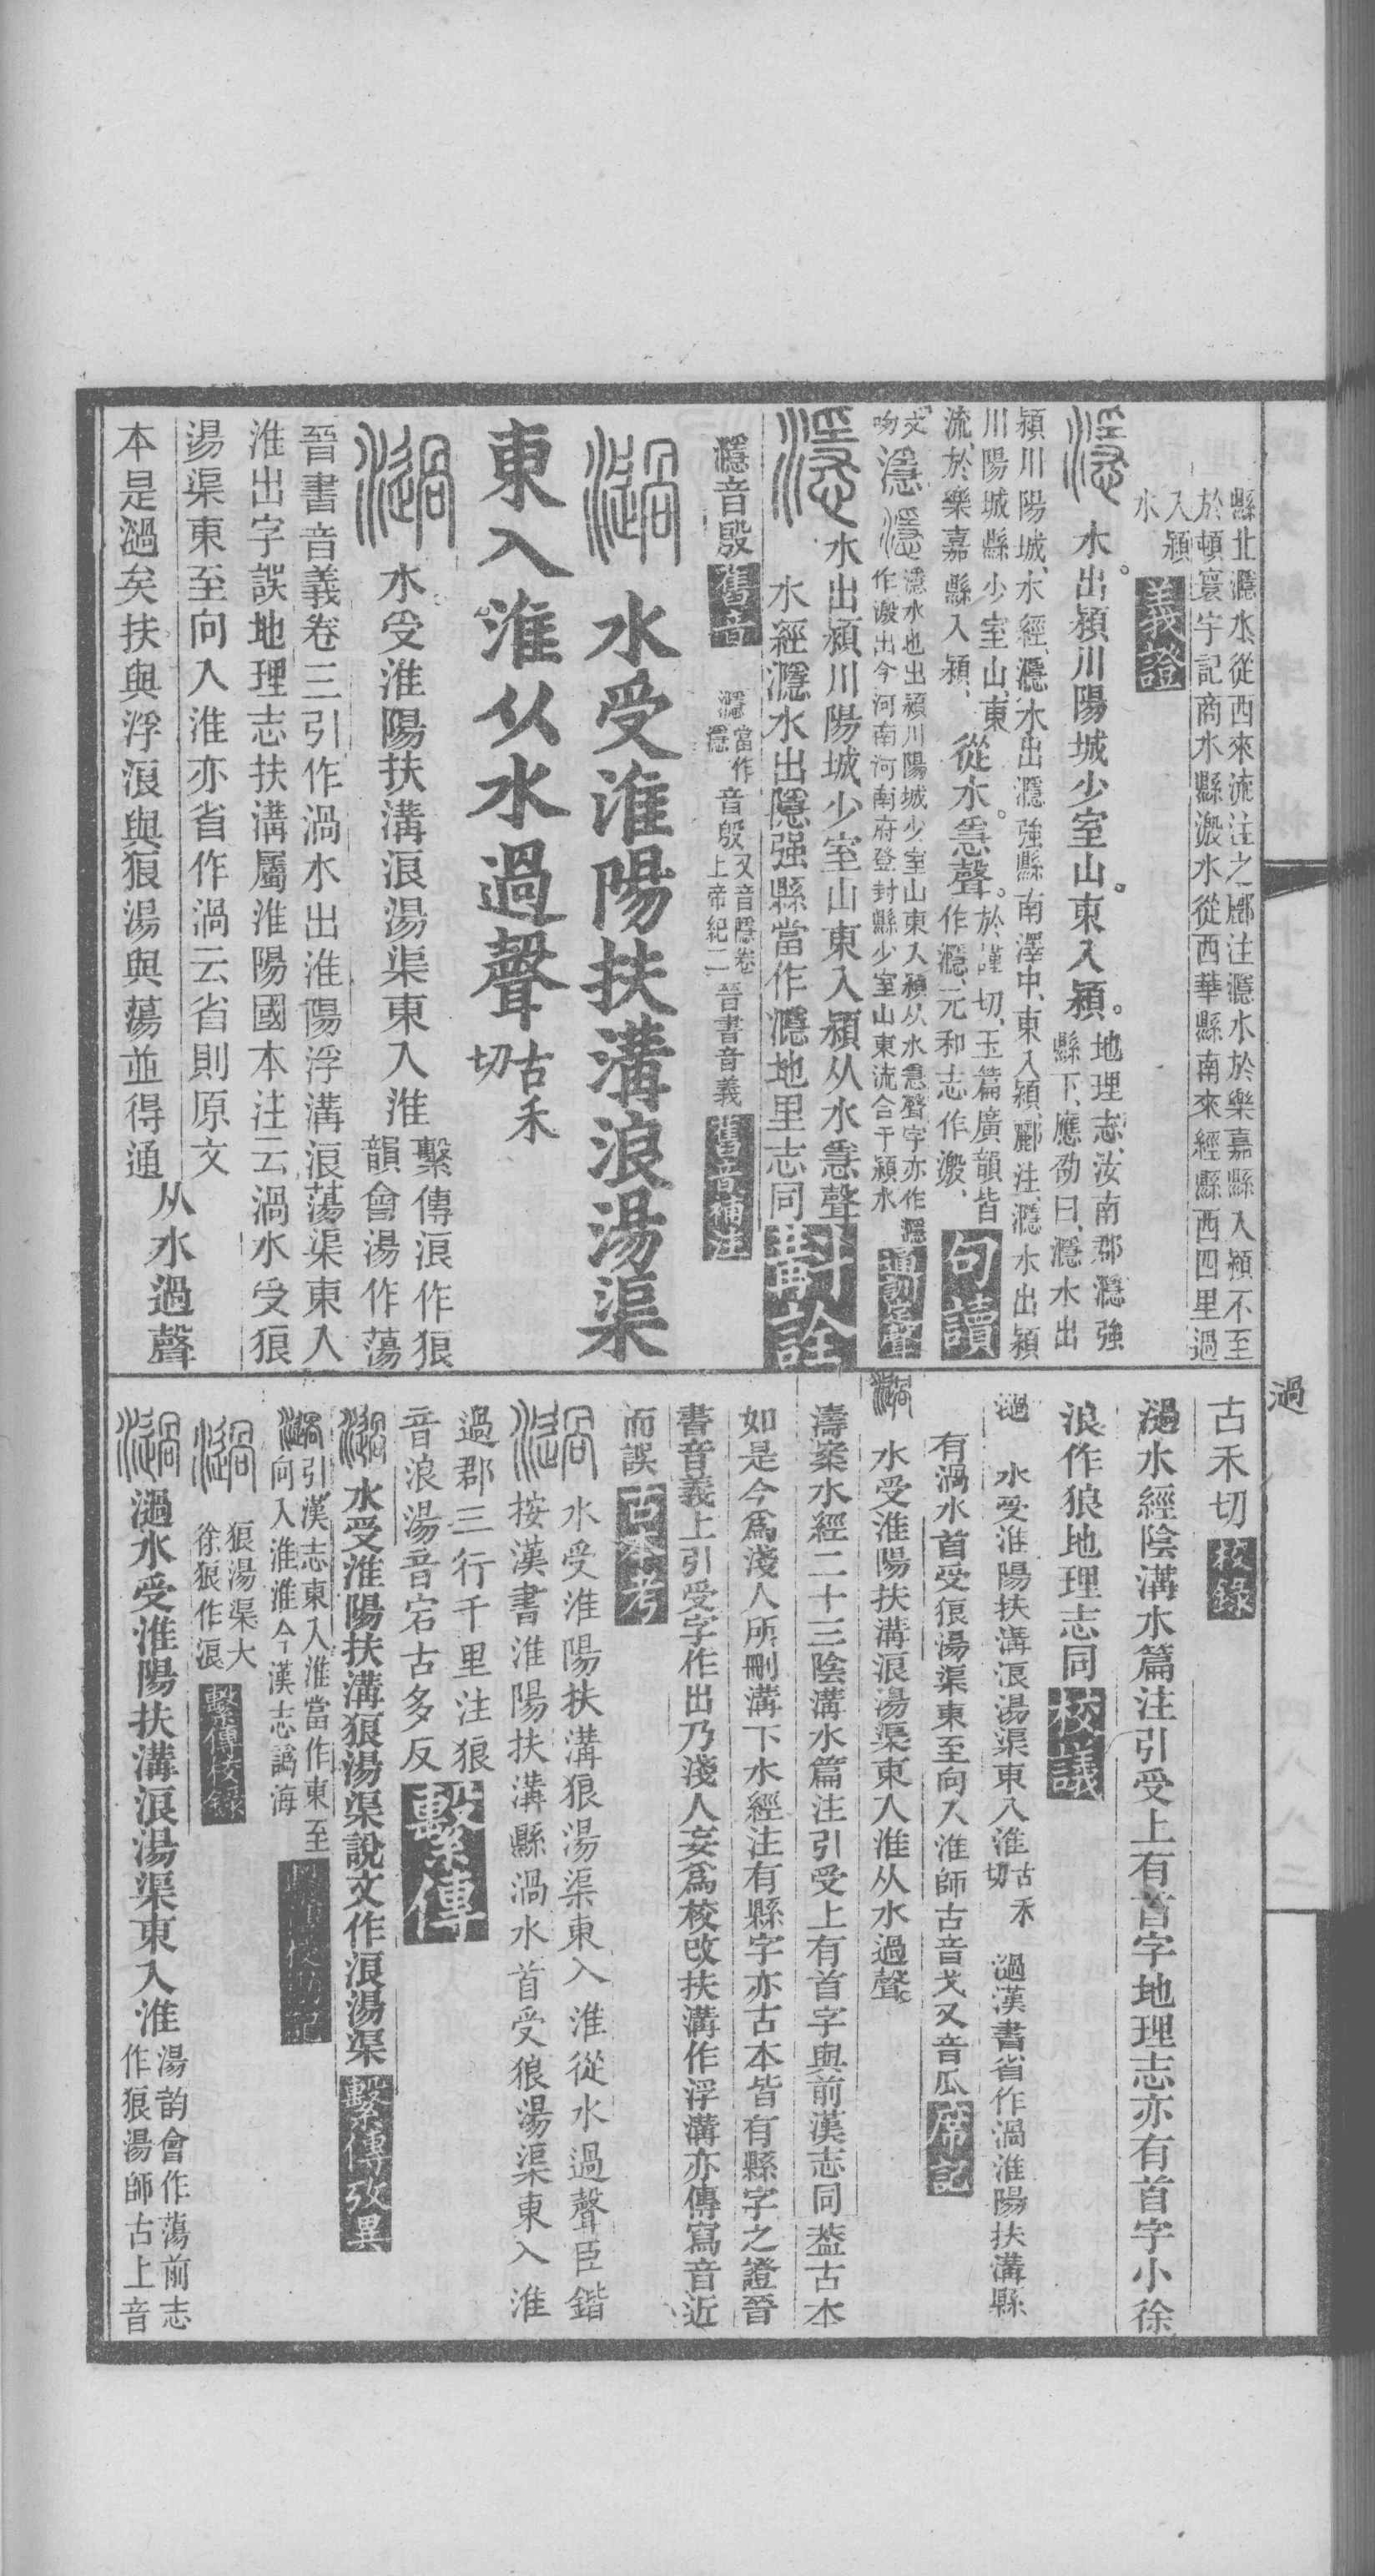 縣北濦水從西來流注之酈注濦水於樂嘉縣入潁不至
於頓寰宇記商水縣溵水從西華縣南來經縣西四里過
入潁
水
義證
水出潁川陽城少室山東入潁
地理志汝南郡濦強
縣下應劭曰濦水出
潁川陽城水經濦水出濦強縣南澤中東入潁酈注濦水出潁
川陽城縣少室山東
流於樂嘉縣入潁
從水㥯聲
於謹切玉篇廣韻皆
作濦元和志作溵
句讀
濦
濦水也出潁川陽城少室山東入潁从水㥯聲字亦作濦
作溵出今河南河南府登封縣少室山東流合于潁水
通訓定聲
水出潁川陽城少室山東入潁从水㥯聲
水經濦水出隱强縣當作濦地里志同
斠詮
濦音殷
舊音
濦
當作
濦
音殷
又音隱卷
上帝紀二
晉書音義
舊音補注
水受淮陽扶溝浪湯渠
東入淮从水過聲
古禾
切
水受淮陽扶溝浪湯渠東入淮
繫傳浪作狼
韻會湯作蕩
晉書音義卷三引作渦水出淮陽浮溝浪蕩渠東入
淮出字誤地理志扶溝屬淮陽國本注云渦水受狼
湯渠東至向入淮亦省作渦云省則原文
本是濄矣扶與浮浪與狼湯與蕩並得通
从水過聲
過
古禾切
校錄
濄水經陰溝水篇注引受上有首字地理志亦有首字小徐
浪作狼地理志同
校議
濄
水受淮陽扶溝浪湯渠東入淮
古禾
切
濄漢書省作渦淮陽扶溝縣
有渦水首受狼湯渠東至向入淮師古音戈又音瓜
席記
水受淮陽扶溝浪湯渠東入淮从水過聲
濤案水經二十三陰溝水篇注引受上有首字與前漢志同葢古本
如是今爲淺人所刪溝下水經注有縣字亦古本皆有縣字之證晉
書音義上引受字作出乃淺人妄爲校改扶溝作浮溝亦傳寫音近
而誤
古本考
水受淮陽扶溝狼湯渠東入淮從水過聲臣鍇
按漢書淮陽扶溝縣渦水首受狼湯渠東入淮
過郡三行千里注狼
音浪湯音宕古多反
繫傳
水受淮陽扶溝狼湯渠說文作浪湯渠
繫傳攷異
引漢志東入淮當作東至
向入淮淮今漢志譌海
狼湯渠大
徐狼作浪
繫傳校錄
濄水受淮陽扶溝浪湯渠東入淮
湯韵會作蕩前志
作狼湯師古上音